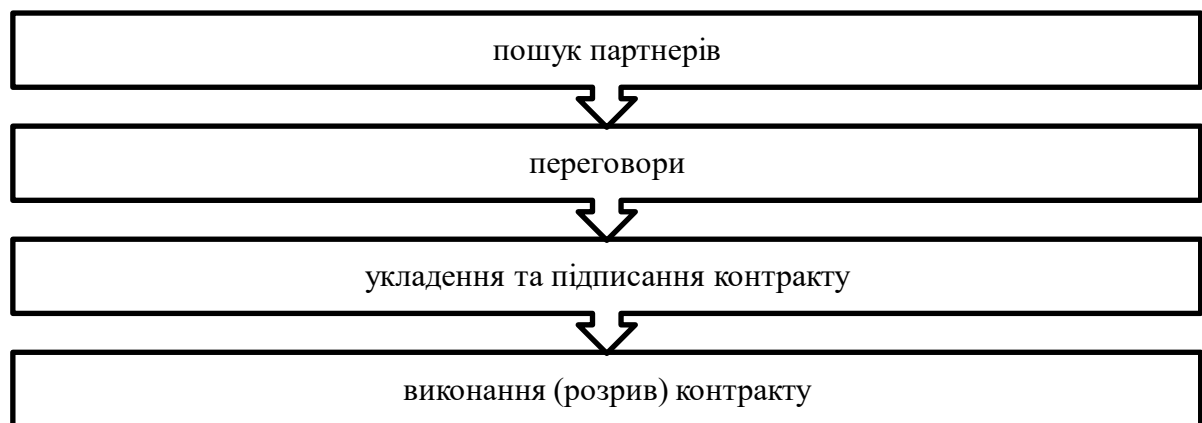 пошук партнерів
переговори
укладення та підписання контракту
виконання (розрив) контракту